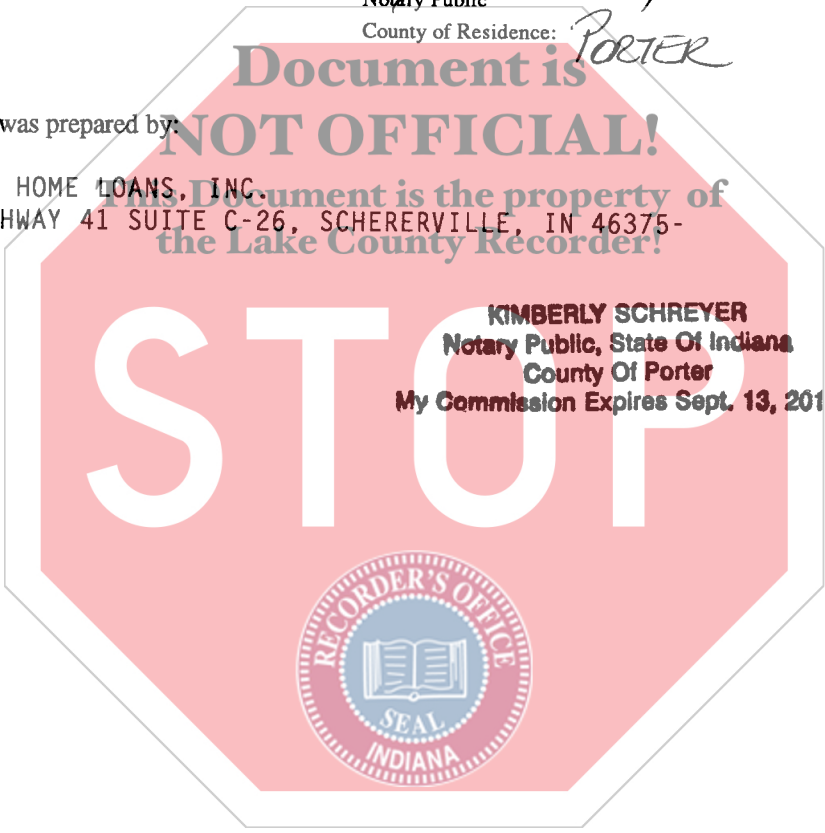 Notary Public
County of Residence: PORTER
Document is
NOT OFFICIAL!
was prepared by:
This Document is the property of
HOME LOANS, INC.
HWAY 41 SUITE C-26, SCHERERVILLE, IN 46375-
the Lake County Recorder!
KIMBERLY SCHREYER
Notary Public, State Of Indiana
County Of Porter
My Commission Expires Sept. 13, 201
STOP
RECORDER'S OFFICE
SEAL
INDIANA